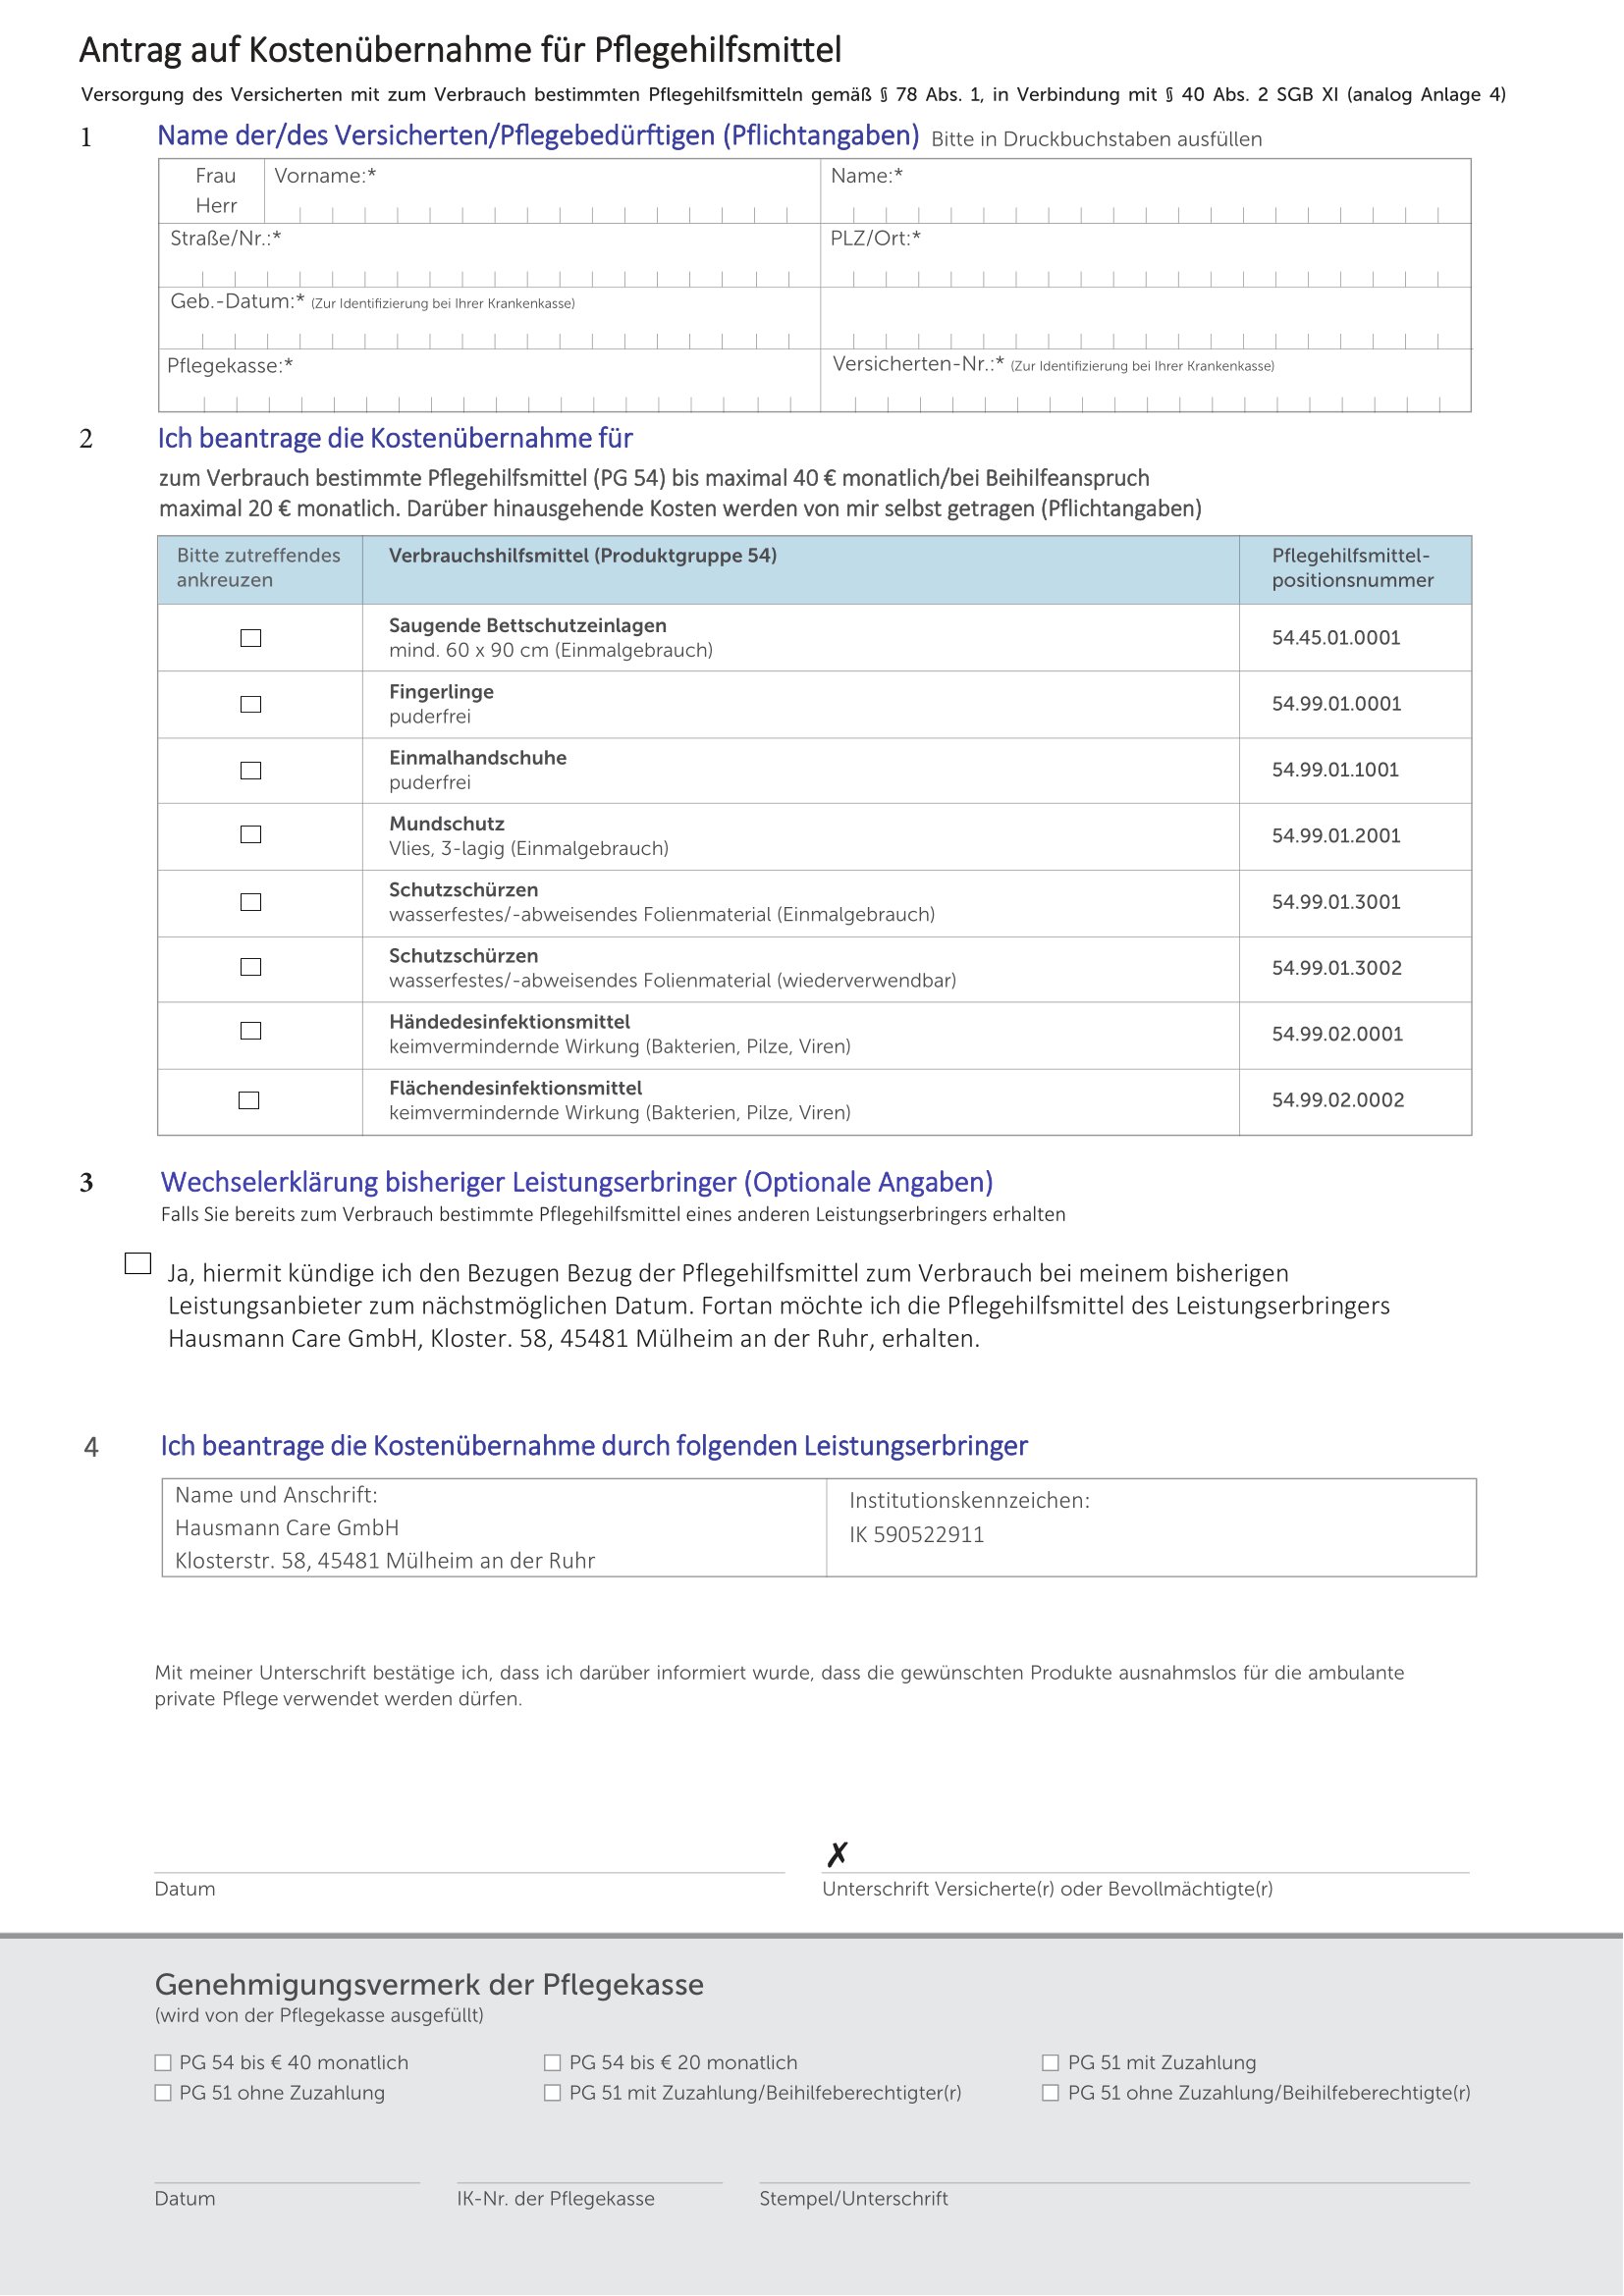 Antrag auf Kostenübernahme für Pflegehilfsmittel
Versorgung des Versicherten mit zum Verbrauch bestimmten Pflegehilfsmitteln gemäß § 78 Abs. 1, in Verbindung mit § 40 Abs. 2 SGB XI (analog Anlage 4)
1 Name der/des Versicherten/Pflegebedürftigen (Pflichtangaben) Bitte in Druckbuchstaben ausfüllen
Frau Vorname:* Name:*
Herr
Straße/Nr.:* PLZ/Ort:*
Geb.-Datum:* (Zur Identifizierung bei Ihrer Krankenkasse)
Pflegekasse:* Versicherten-Nr.:* (Zur Identifizierung bei Ihrer Krankenkasse)
2 Ich beantrage die Kostenübernahme für
zum Verbrauch bestimmte Pflegehilfsmittel (PG 54) bis maximal 40 € monatlich/bei Beihilfeanspruch
maximal 20 € monatlich. Darüber hinausgehende Kosten werden von mir selbst getragen (Pflichtangaben)
Bitte zutreffendes Verbrauchshilfsmittel (Produktgruppe 54) Pflegehilfsmittel-
ankreuzen positionsnummer
Saugende Bettschutzeinlagen
mind. 60 x 90 cm (Einmalgebrauch)
54.45.01.0001
Fingerlinge
puderfrei
54.99.01.0001
Einmalhandschuhe
puderfrei
54.99.01.1001
Mundschutz
Vlies, 3-lagig (Einmalgebrauch)
54.99.01.2001
Schutzschürzen
wasserfestes/-abweisendes Folienmaterial (Einmalgebrauch)
54.99.01.3001
Schutzschürzen
wasserfestes/-abweisendes Folienmaterial (wiederverwendbar)
54.99.01.3002
Händedesinfektionsmittel
keimvermindernde Wirkung (Bakterien, Pilze, Viren)
54.99.02.0001
Flächendesinfektionsmittel
keimvermindernde Wirkung (Bakterien, Pilze, Viren)
54.99.02.0002
3 Wechselerklärung bisheriger Leistungserbringer (Optionale Angaben)
Falls Sie bereits zum Verbrauch bestimmte Pflegehilfsmittel eines anderen Leistungserbringers erhalten
Ja, hiermit kündige ich den Bezugen Bezug der Pflegehilfsmittel zum Verbrauch bei meinem bisherigen
Leistungsanbieter zum nächstmöglichen Datum. Fortan möchte ich die Pflegehilfsmittel des Leistungserbringers
Hausmann Care GmbH, Kloster. 58, 45481 Mülheim an der Ruhr, erhalten.
4 Ich beantrage die Kostenübernahme durch folgenden Leistungserbringer
Name und Anschrift:
Hausmann Care GmbH
Klosterstr. 58, 45481 Mülheim an der Ruhr
Institutionskennzeichen:
IK 590522911
Mit meiner Unterschrift bestätige ich, dass ich darüber informiert wurde, dass die gewünschten Produkte ausnahmslos für die ambulante
private Pflege verwendet werden dürfen.
✗
Datum Unterschrift Versicherte(r) oder Bevollmächtigte(r)
Genehmigungsvermerk der Pflegekasse
(wird von der Pflegekasse ausgefüllt)
PG 54 bis € 40 monatlich PG 54 bis € 20 monatlich PG 51 mit Zuzahlung
PG 51 ohne Zuzahlung PG 51 mit Zuzahlung/Beihilfeberechtigter(r) PG 51 ohne Zuzahlung/Beihilfeberechtigte(r)
Datum IK-Nr. der Pflegekasse Stempel/Unterschrift